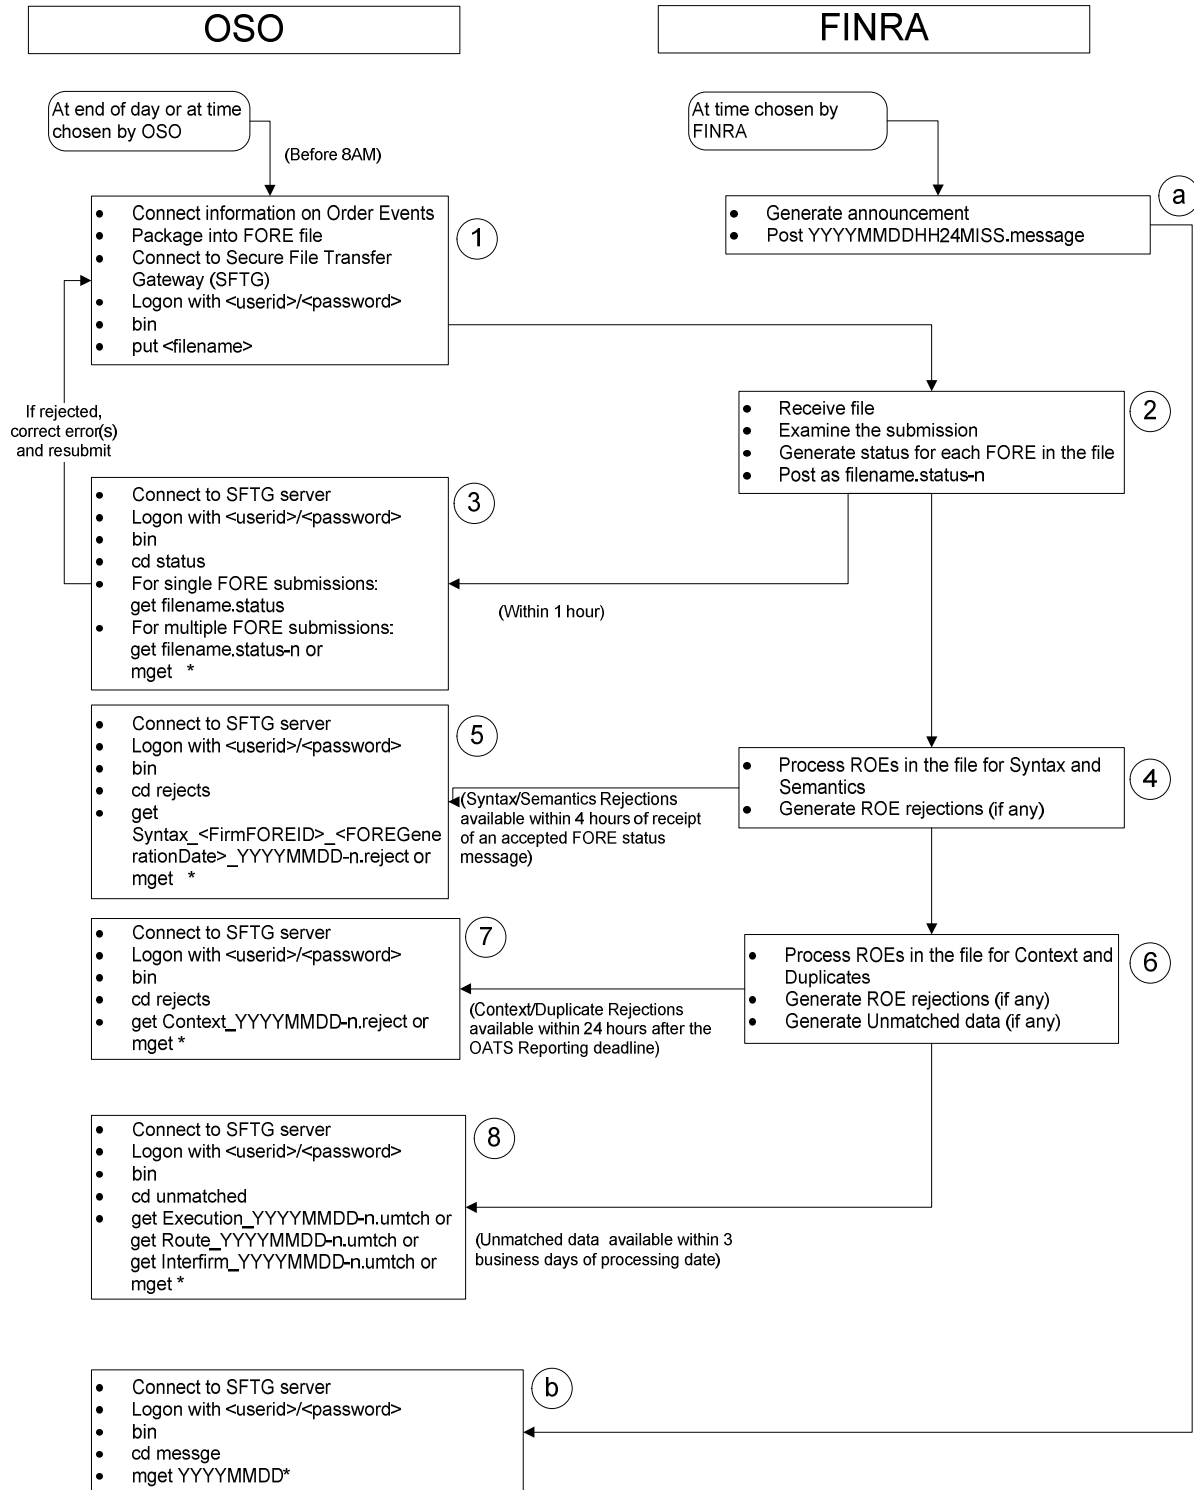 OSO
FINRA
At end of day or at time
chosen by OSO
At time chosen by
FINRA
(Before 8AM)
• Connect information on Order Events
• Package into FORE file
• Connect to Secure File Transfer
Gateway (SFTG)
• Logon with <userid>/<password>
• bin
• put <filename>
1
• Generate announcement
• Post YYYYMMDDHH24MISS.message
a
If rejected,
correct error(s)
and resubmit
• Receive file
• Examine the submission
• Generate status for each FORE in the file
• Post as filename.status-n
2
• Connect to SFTG server
• Logon with <userid>/<password>
• bin
• cd status
• For single FORE submissions:
get filename.status
• For multiple FORE submissions:
get filename.status-n or
mget *
3
(Within 1 hour)
• Connect to SFTG server
• Logon with <userid>/<password>
• bin
• cd rejects
• get
Syntax_<FirmFOREID>_<FOREGene
rationDate>_YYYYMMDD-n.reject or
mget *
5
(Syntax/Semantics Rejections
available within 4 hours of receipt
of an accepted FORE status
message)
• Process ROEs in the file for Syntax and
Semantics
• Generate ROE rejections (if any)
4
• Connect to SFTG server
• Logon with <userid>/<password>
• bin
• cd rejects
• get Context_YYYYMMDD-n.reject or
mget *
7
(Context/Duplicate Rejections
available within 24 hours after the
OATS Reporting deadline)
• Process ROEs in the file for Context and
Duplicates
• Generate ROE rejections (if any)
• Generate Unmatched data (if any)
6
• Connect to SFTG server
• Logon with <userid>/<password>
• bin
• cd unmatched
• get Execution_YYYYMMDD-n.umtch or
get Route_YYYYMMDD-n.umtch or
get Interfirm_YYYYMMDD-n.umtch or
mget *
8
(Unmatched data available within 3
business days of processing date)
• Connect to SFTG server
• Logon with <userid>/<password>
• bin
• cd messge
• mget YYYYMMDD*
b